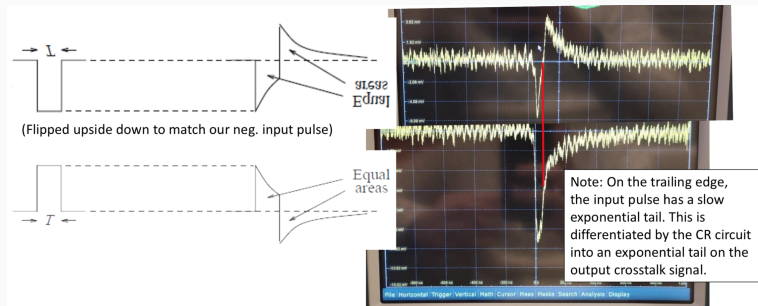 T
areas
Equal
(Flipped upside down to match our neg. input pulse)
Equal
areas
T
Note: On the trailing edge,
the input pulse has a slow
exponential tail. This is
differentiated by the CR circuit
into an exponential tail on the
output crosstalk signal.
File Horizontal Trigger Vertical Math Cursor Meas Masks Search Analysis Display